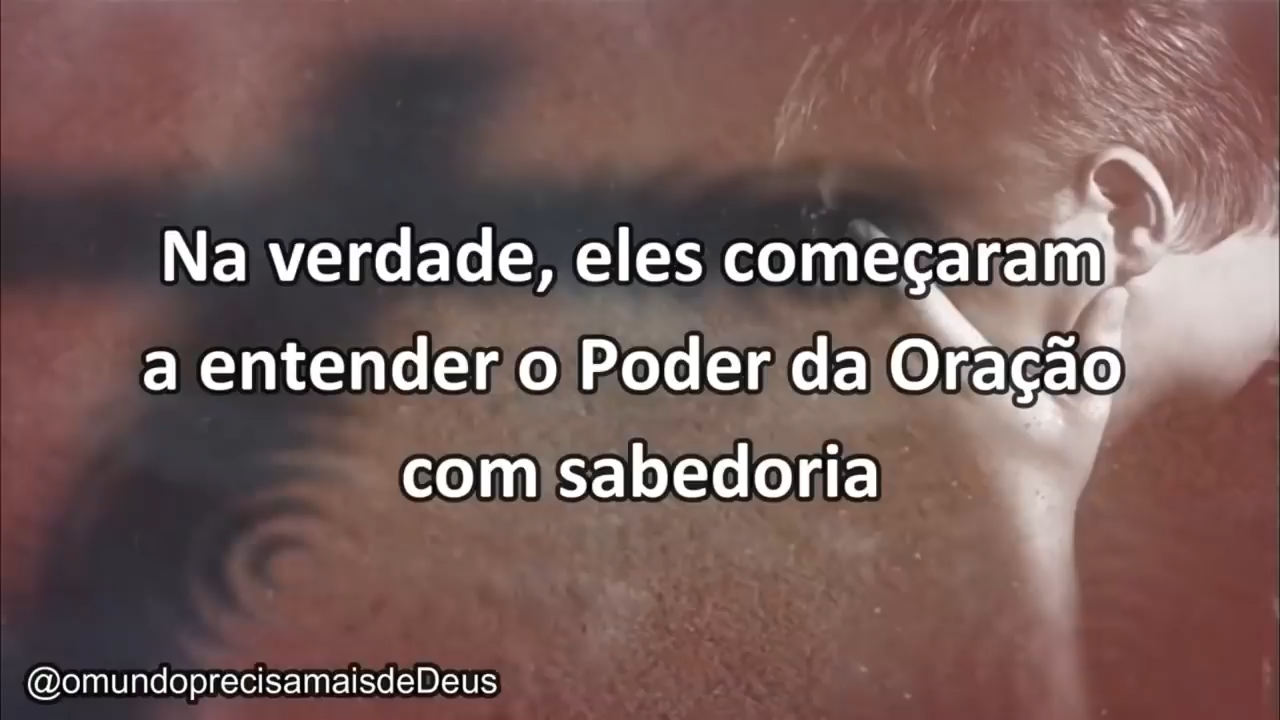 Na verdade, eles começaram
a entender o Poder da Oração
com sabedoria
@omundoprecisamaisdeDeus